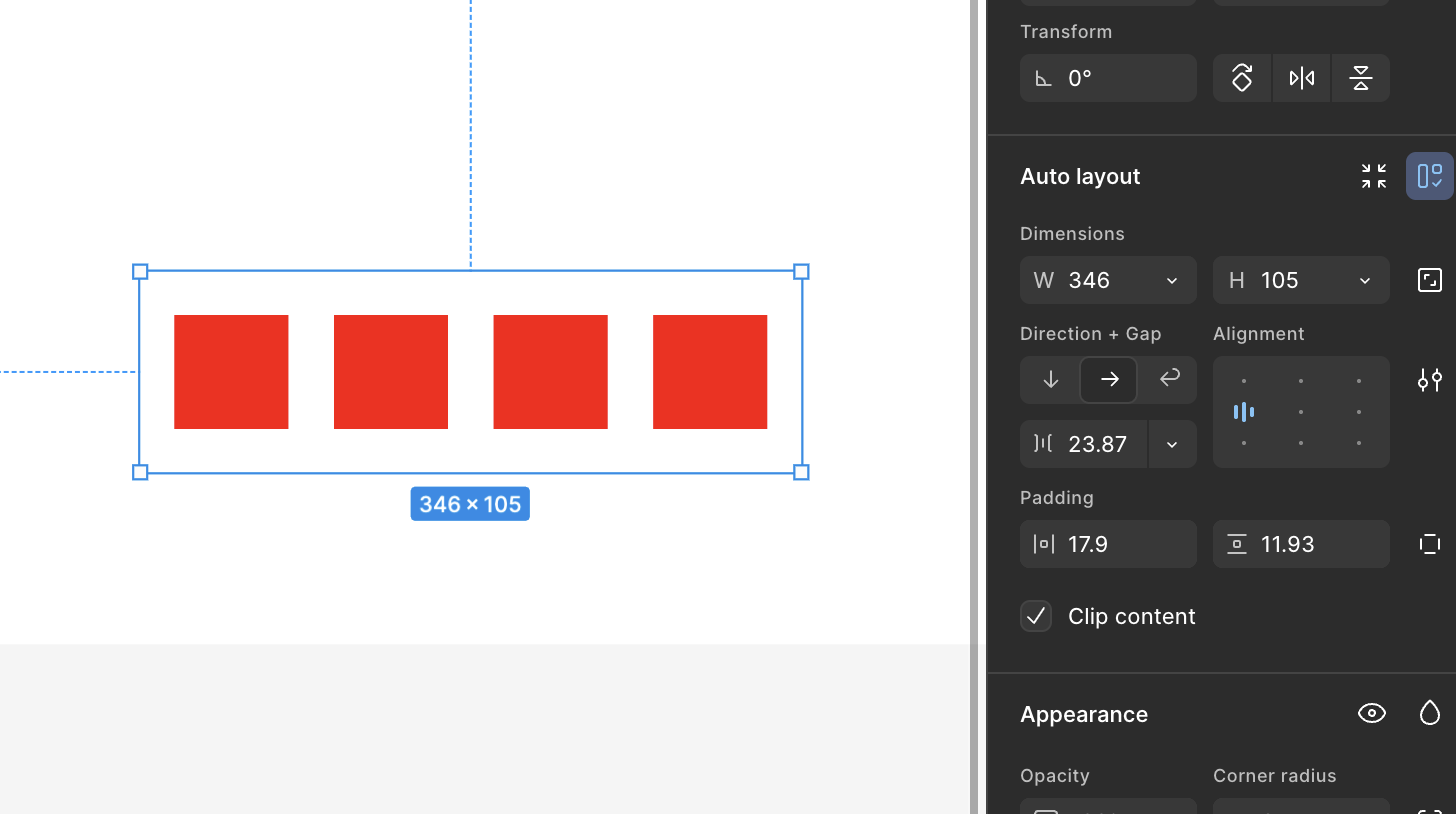 Transform
0°
Auto layout
Dimensions
W 346
H 105
Direction + Gap
Alignment
23.87
Padding
17.9
11.93
Clip content
346 × 105
Appearance
Opacity
Corner radius